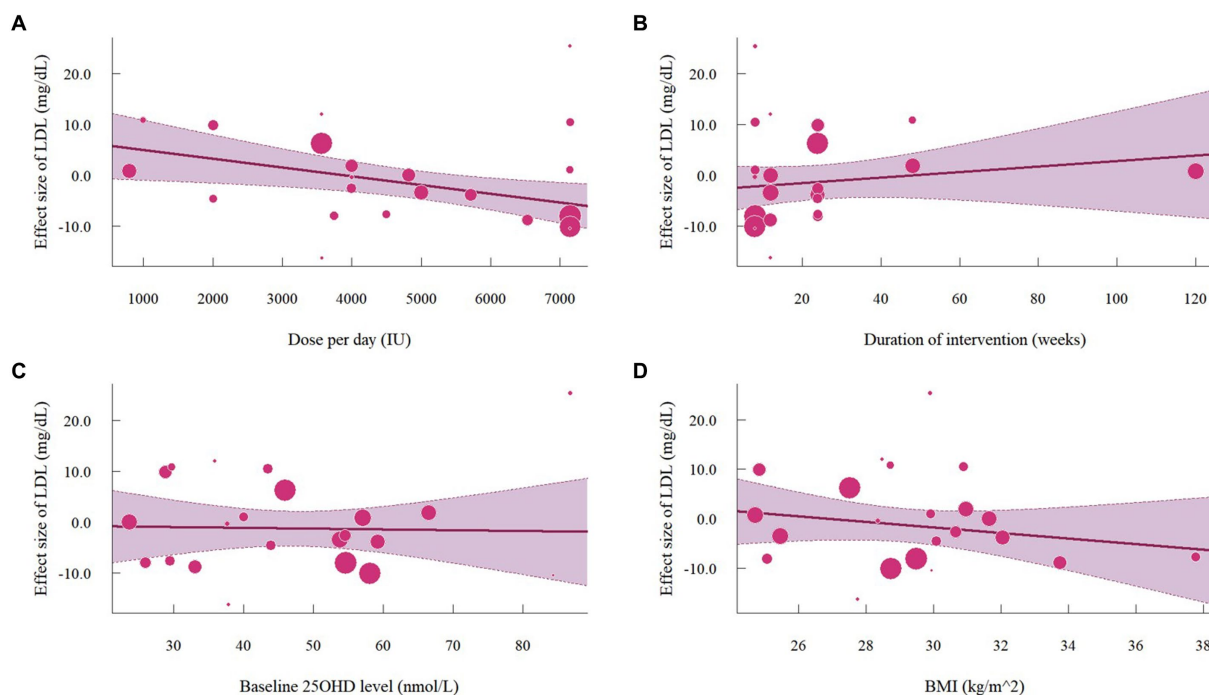 A
Effect size of LDL (mg/dL)
20.0
10.0
0.0
-10.0
1000 2000 3000 4000 5000 6000 7000
Dose per day (IU)
B
Effect size of LDL (mg/dL)
20.0
10.0
0.0
-10.0
20 40 60 80 100 120
Duration of intervention (weeks)
C
Effect size of LDL (mg/dL)
20.0
10.0
0.0
-10.0
30 40 50 60 70 80
Baseline 25OHD level (nmol/L)
D
Effect size of LDL (mg/dL)
20.0
10.0
0.0
-10.0
26 28 30 32 34 36 38
BMI (kg/m^2)